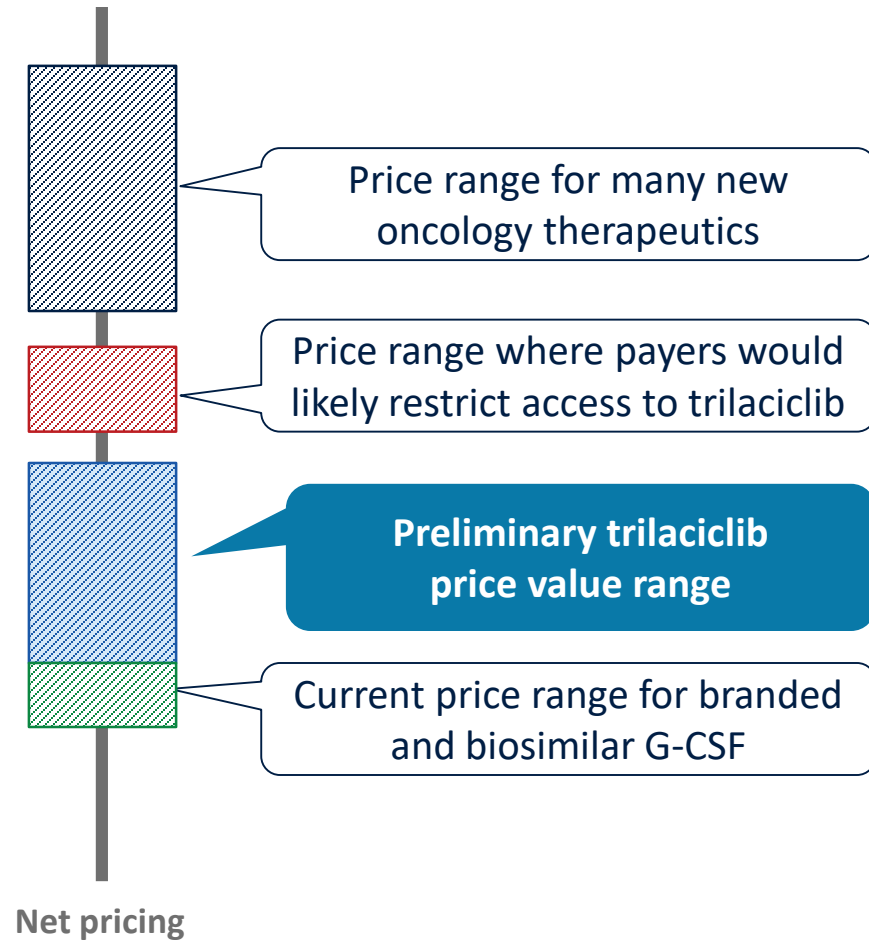 Price range for many new
oncology therapeutics
Price range where payers would
likely restrict access to trilaciclib
Preliminary trilaciclib
price value range
Current price range for branded
and biosimilar G-CSF
Net pricing